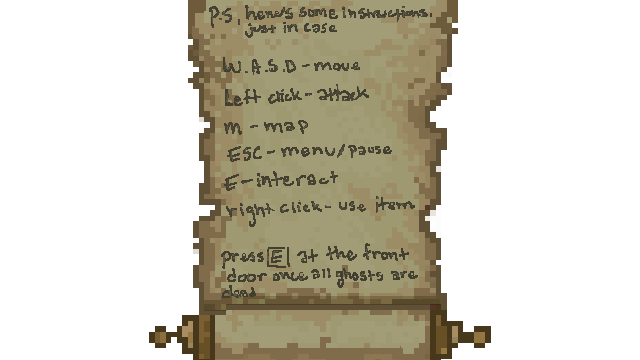 P.S, here's some instructions,
just in case
W.A.S.D - move
Left click - attack
m - map
ESC - menu/pause
E - interact
right click - use item
press E at the front
door once all ghosts are
dead